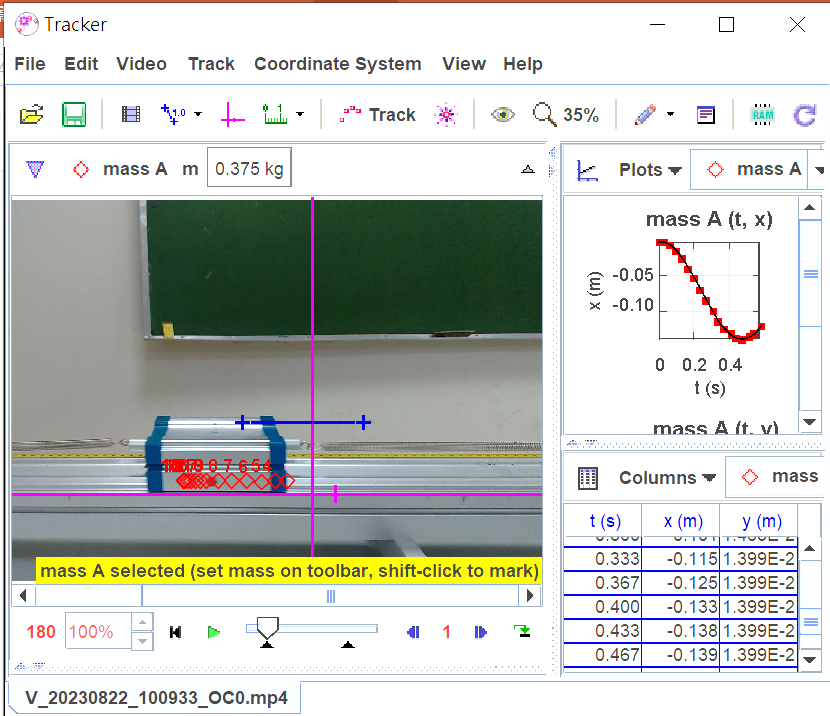 Tracker
File Edit Video Track Coordinate System View Help
1.0 Track 35% RAM
mass A m 0.375 kg
Plots mass A
mass A (t, x)
x (m)
-0.05
-0.10
0 0.2 0.4
t (s)
mass A (t, y)
7 6 5 4
mass A selected (set mass on toolbar, shift-click to mark)
180 100% 1
Columns mass
t (s) x (m) y (m)
0.333 -0.115 1.399E-2
0.367 -0.125 1.399E-2
0.400 -0.133 1.399E-2
0.433 -0.138 1.399E-2
0.467 -0.139 1.399E-2
V_20230822_100933_OC0.mp4